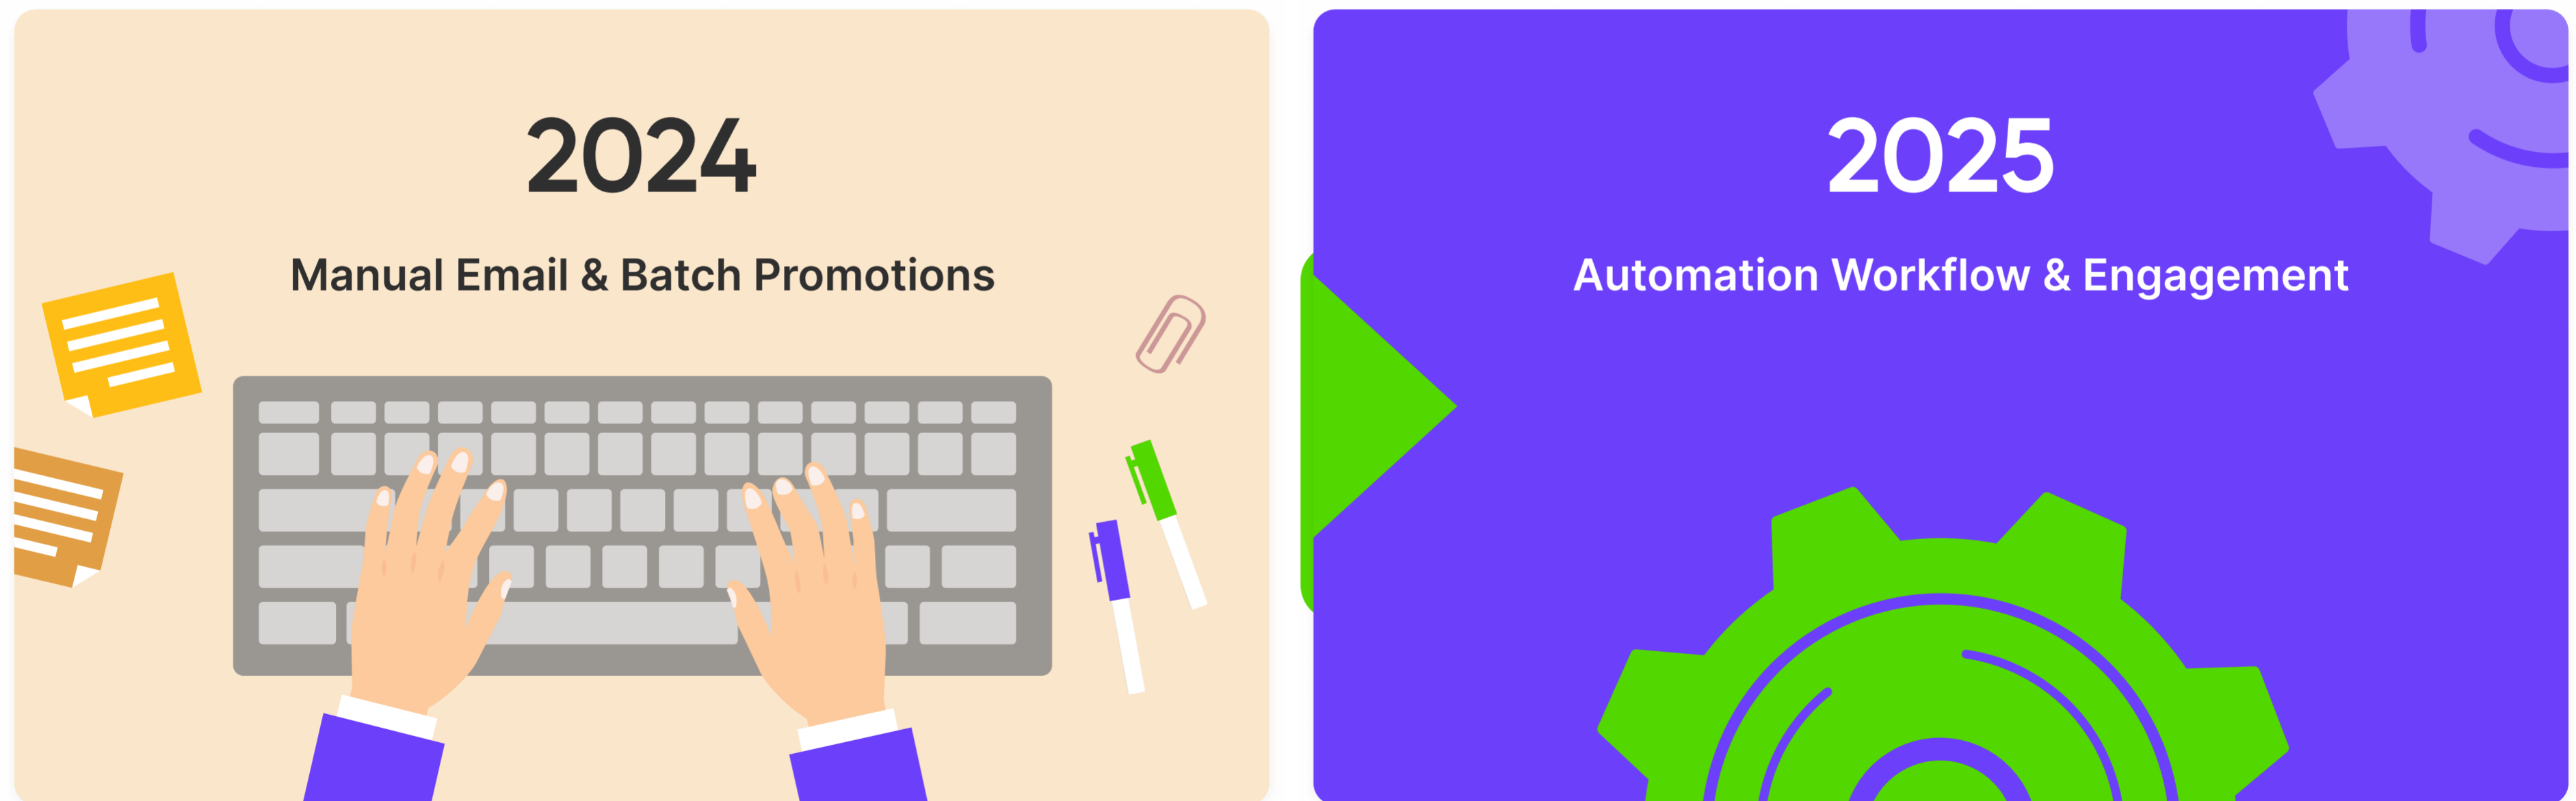 2024
Manual Email & Batch Promotions
2025
Automation Workflow & Engagement